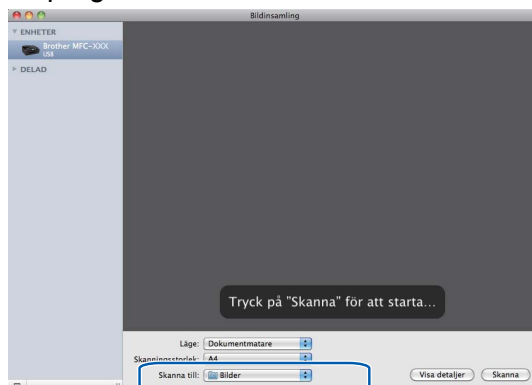 Bildinsamling
ENHETER
Brother MFC-XXX
USB
DELAD
Tryck på "Skanna" för att starta...
Läge: Dokumentmatare
Skanningsstorlek: A4
Skanna till: Bilder
Visa detaljer Skanna